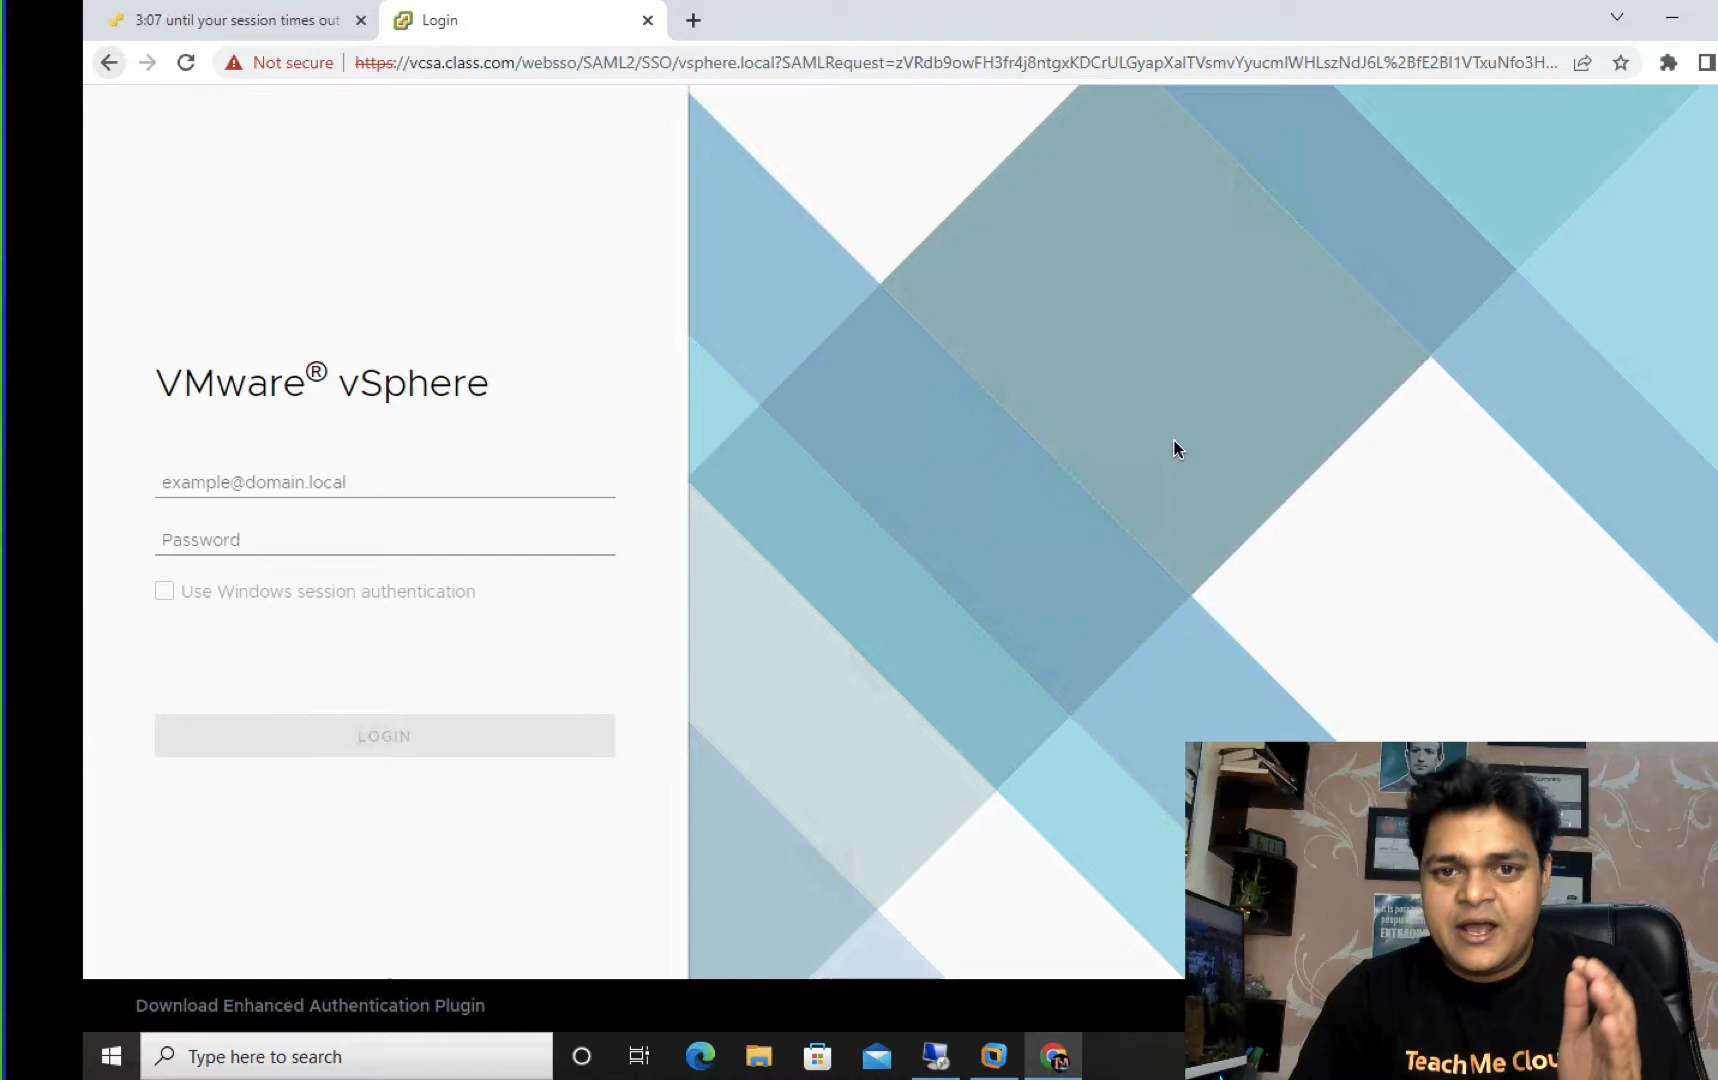 3:07 until your session times out
Login
Not secure
https://vcsa.class.com/websso/SAML2/SSO/vsphere.local?SAMLRequest=zVRdb9owFH3fr4j8ntgxKDCrULGyapXalTVsmvYyucmlWHLszNdJ6L%2BfE2BI1VTxuNfo3H...
VMware® vSphere
example@domain.local
Password
Use Windows session authentication
LOGIN
EXTRAORD
Download Enhanced Authentication Plugin
Type here to search
TeachMe Clou